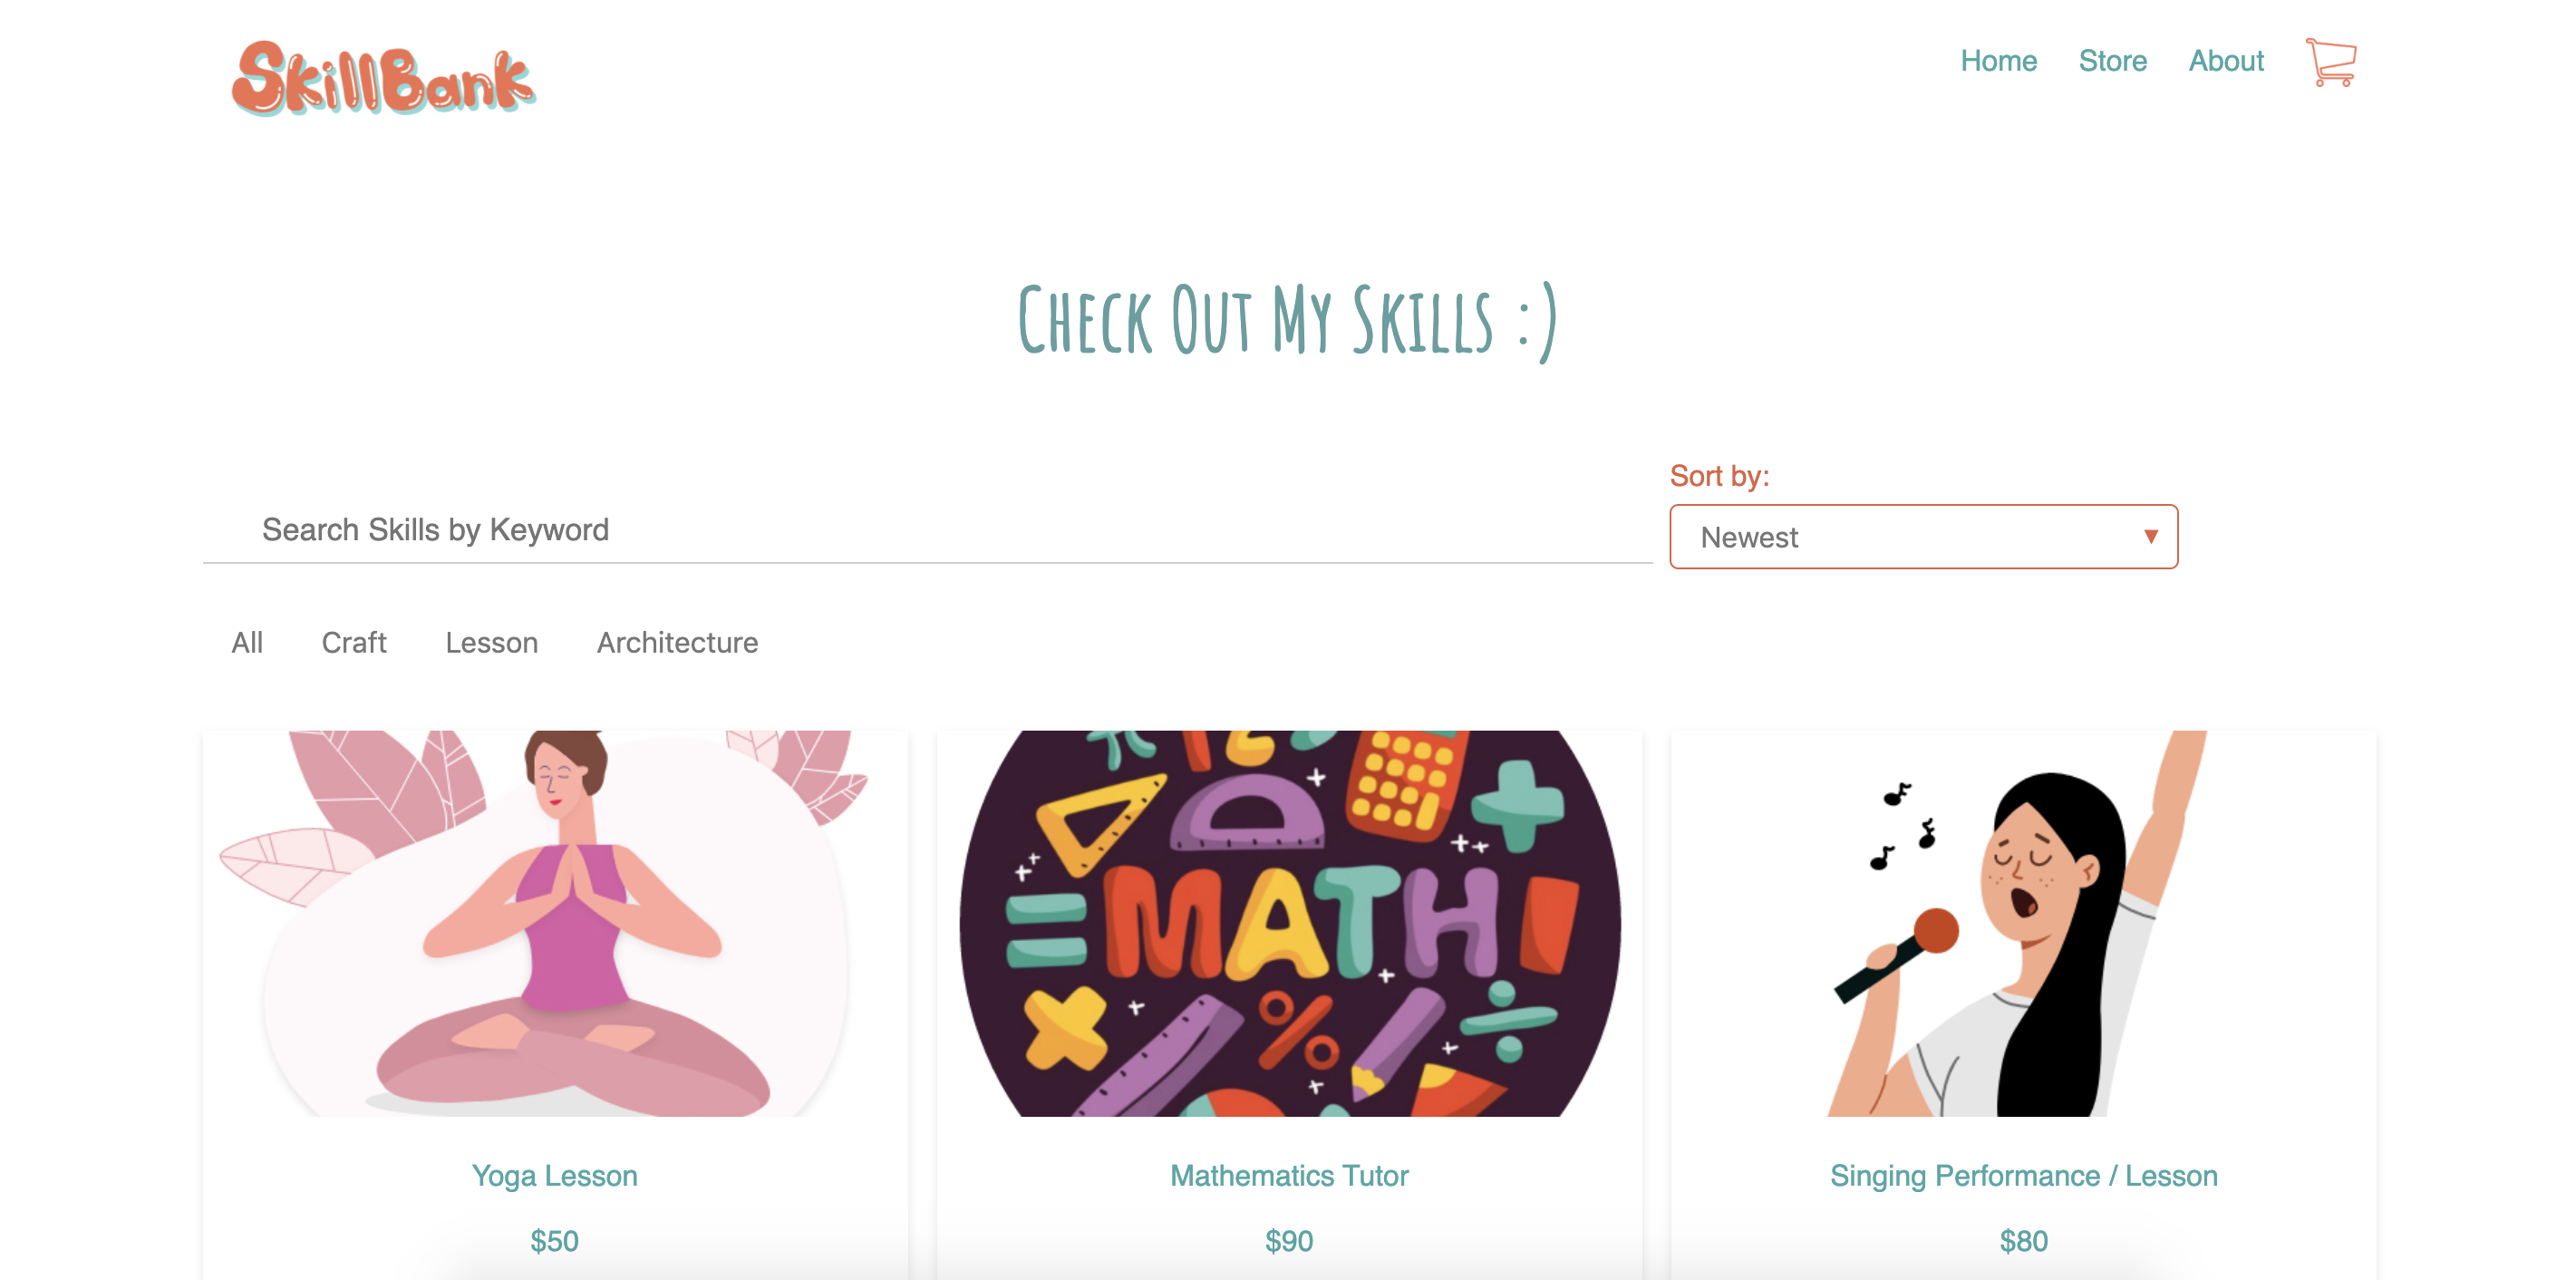 SkillBank
Home Store About
Check Out My Skills :)
Sort by:
Search Skills by Keyword
Newest
All Craft Lesson Architecture
MATH
Yoga Lesson
Mathematics Tutor
Singing Performance / Lesson
$50
$90
$80